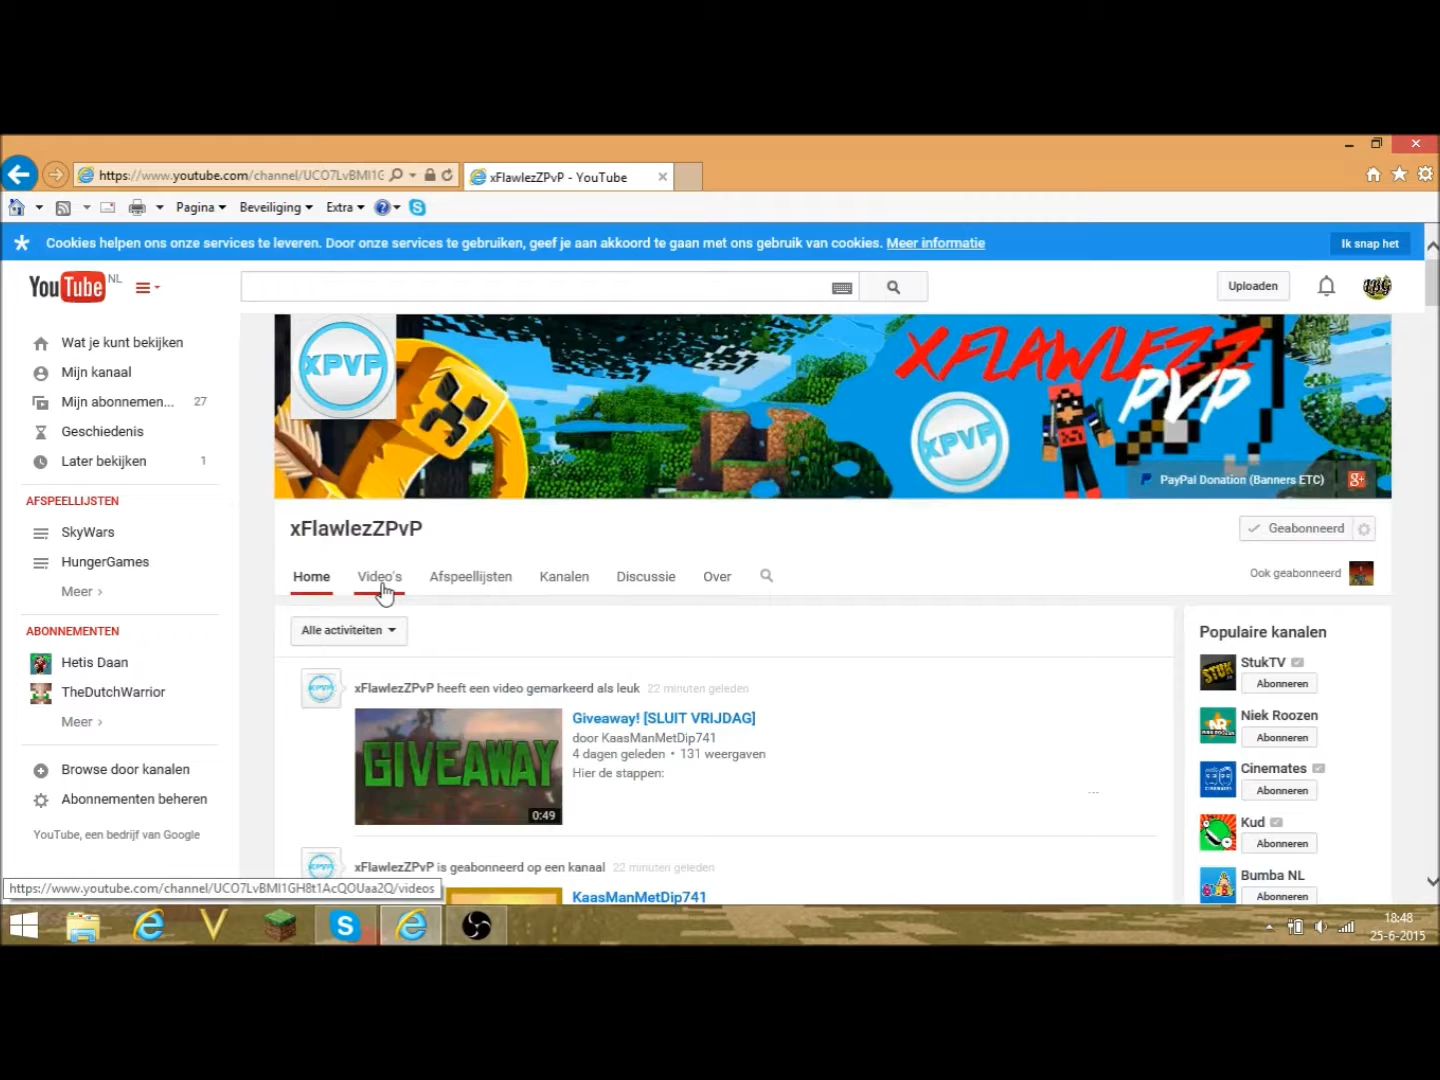 https://www.youtube.com/channel/UCO7LvBMI1G
xFlawlezZPvP - YouTube
Pagina
Beveiliging
Extra
Cookies helpen ons onze services te leveren. Door onze services te gebruiken, geef je aan akkoord te gaan met ons gebruik van cookies. Meer informatie
Ik snap het
YouTube NL
Uploaden
LBG
Wat je kunt bekijken
Mijn kanaal
Mijn abonnemen... 27
Geschiedenis
Later bekijken 1
AFSPEELLIJSTEN
SkyWars
HungerGames
Meer ›
ABONNEMENTEN
Hetis Daan
TheDutchWarrior
Meer ›
Browse door kanalen
Abonnementen beheren
YouTube, een bedrijf van Google
XPVP
XFLAWLEZZ
PVP
XPVP
PayPal Donation (Banners ETC)
g+
xFlawlezZPvP
Geabonneerd
Home
Video's
Afspeellijsten
Kanalen
Discussie
Over
Ook geabonneerd
Alle activiteiten
XPVP
xFlawlezZPvP heeft een video gemarkeerd als leuk 22 minuten geleden
GIVEAWAY
0:49
Giveaway! [SLUIT VRIJDAG]
door KaasManMetDip741
4 dagen geleden • 131 weergaven
Hier de stappen:
...
XPVP
xFlawlezZPvP is geabonneerd op een kanaal 22 minuten geleden
KaasManMetDip741
Populaire kanalen
STUK
StukTV
Abonneren
NR
Niek Roozen
Abonneren
CINEMATES
Cinemates
Abonneren
Kud
Abonneren
Bumba NL
Abonneren
https://www.youtube.com/channel/UCO7LvBMI1GH8t1AcQOUaa2Q/videos
18:48
25-6-2015